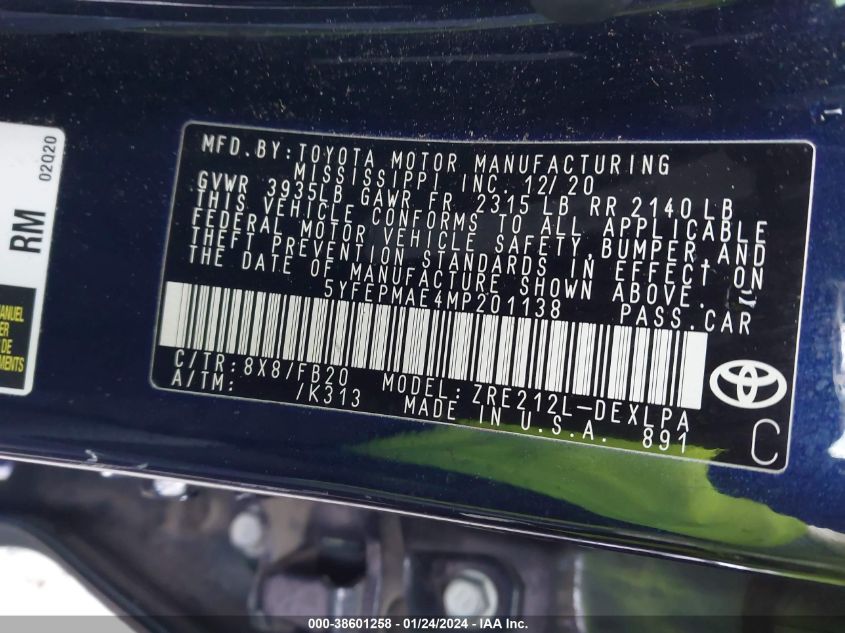 MFD. BY: TOYOTA MOTOR MANUFACTURING
MISSISSIPPI INC. 12/20
GVWR 3935LB GAWR FR 2315 LB RR 2140 LB
THIS VEHICLE CONFORMS TO ALL APPLICABLE
FEDERAL MOTOR VEHICLE SAFETY, BUMPER, AND
THEFT PREVENTION STANDARDS IN EFFECT ON
THE DATE OF MANUFACTURE SHOWN ABOVE.
5YFEPMAE4MP201138 PASS.CAR
C/TR: 8X8/FB20 MODEL: ZRE212L-DEXLPA
A/TM: /K313 MADE IN U.S.A. 891
C
RM
02020
MANUEL
DE
000-38601258 - 01/24/2024 - IAA Inc.